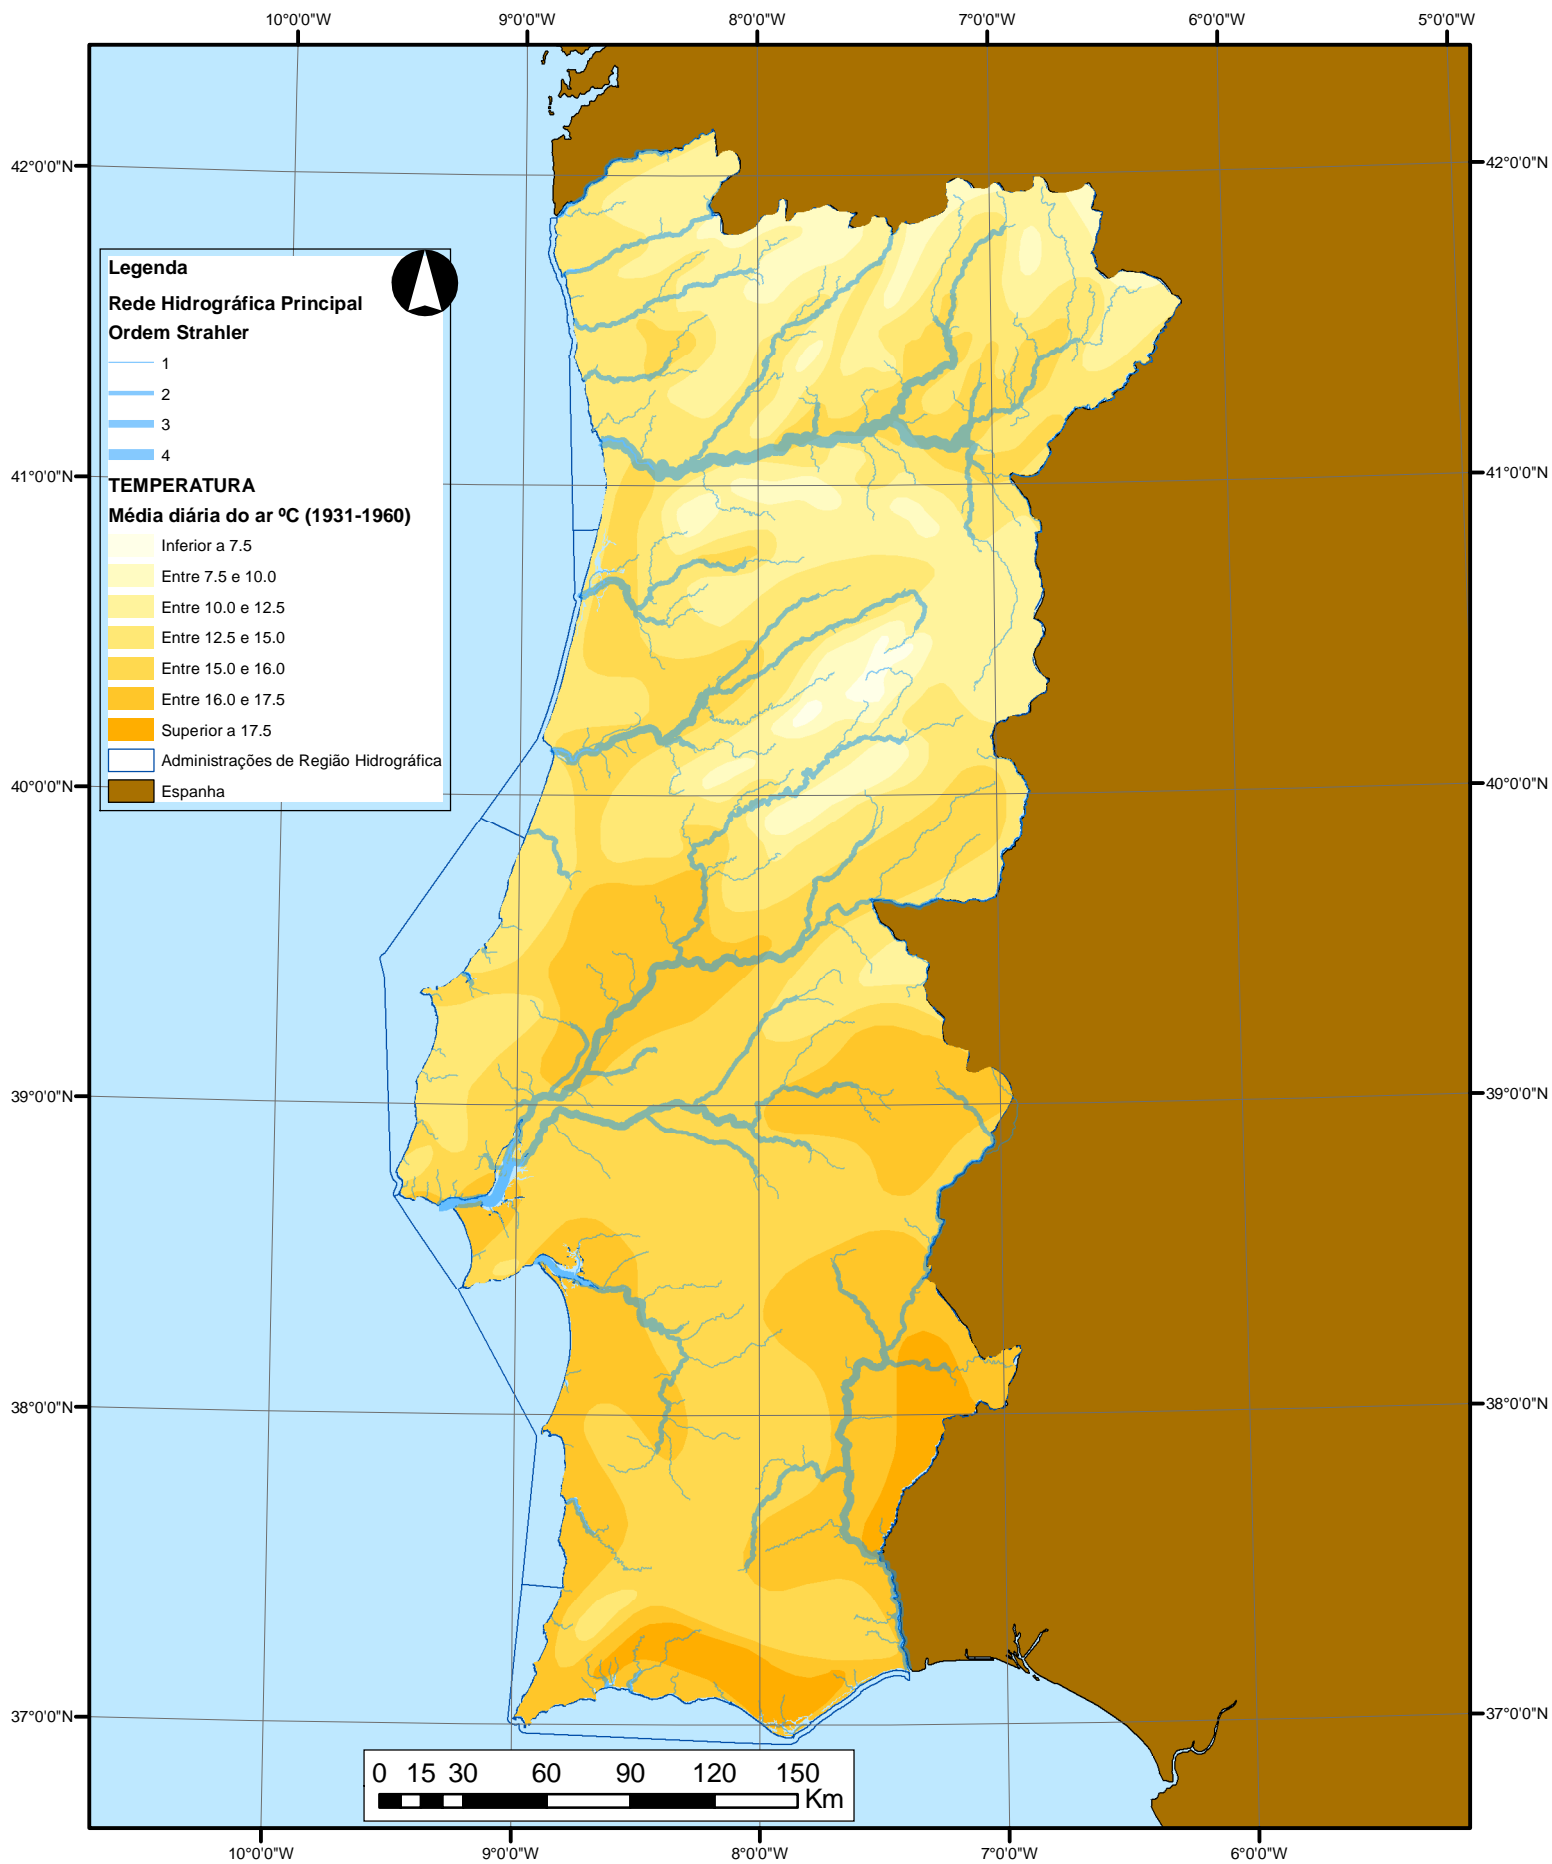 10°0'0"W 9°0'0"W 8°0'0"W 7°0'0"W 6°0'0"W 5°0'0"W
42°0'0"N 42°0'0"N
Legenda
Rede Hidrográfica Principal
Ordem Strahler
1
2
3
4
41°0'0"N 41°0'0"N
TEMPERATURA
Média diária do ar ºC (1931-1960)
Inferior a 7.5
Entre 7.5 e 10.0
Entre 10.0 e 12.5
Entre 12.5 e 15.0
Entre 15.0 e 16.0
Entre 16.0 e 17.5
Superior a 17.5
Administrações de Região Hidrográfica
Espanha
40°0'0"N 40°0'0"N
39°0'0"N 39°0'0"N
38°0'0"N 38°0'0"N
37°0'0"N 37°0'0"N
0 15 30 60 90 120 150
Km
10°0'0"W 9°0'0"W 8°0'0"W 7°0'0"W 6°0'0"W